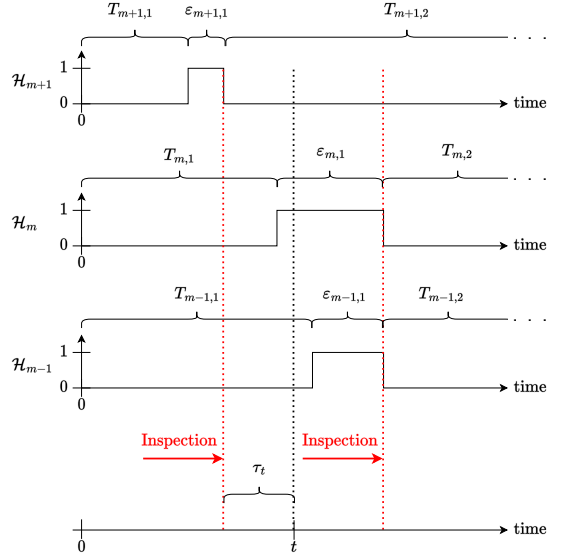 T_{m+1,1} ε_{m+1,1} T_{m+1,2}
. . .
1
ℋ_{m+1}
0 time
0
T_{m,1} ε_{m,1} T_{m,2}
. . .
1
ℋ_m
0 time
0
T_{m-1,1} ε_{m-1,1} T_{m-1,2}
. . .
1
ℋ_{m-1}
0 time
0
Inspection Inspection
τ_t
time
0 t